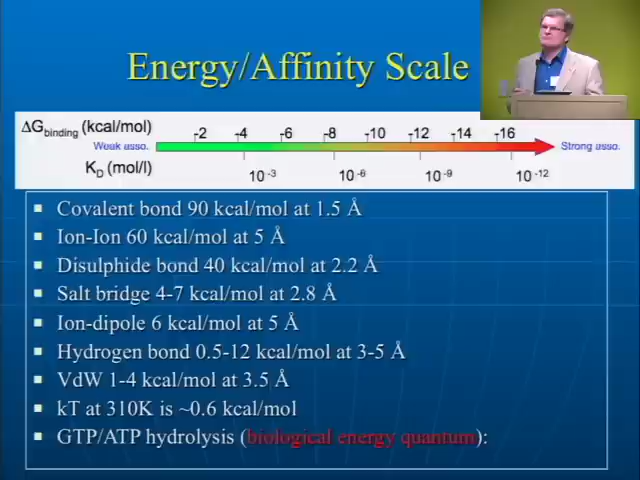 Energy/Affinity Scale
ΔGbinding (kcal/mol)
-2 -4 -6 -8 -10 -12 -14 -16
Weak asso.
Strong asso.
KD (mol/l)
10-3 10-6 10-9 10-12
Covalent bond 90 kcal/mol at 1.5 Å
Ion-Ion 60 kcal/mol at 5 Å
Disulphide bond 40 kcal/mol at 2.2 Å
Salt bridge 4-7 kcal/mol at 2.8 Å
Ion-dipole 6 kcal/mol at 5 Å
Hydrogen bond 0.5-12 kcal/mol at 3-5 Å
VdW 1-4 kcal/mol at 3.5 Å
kT at 310K is ~0.6 kcal/mol
GTP/ATP hydrolysis (biological energy quantum):